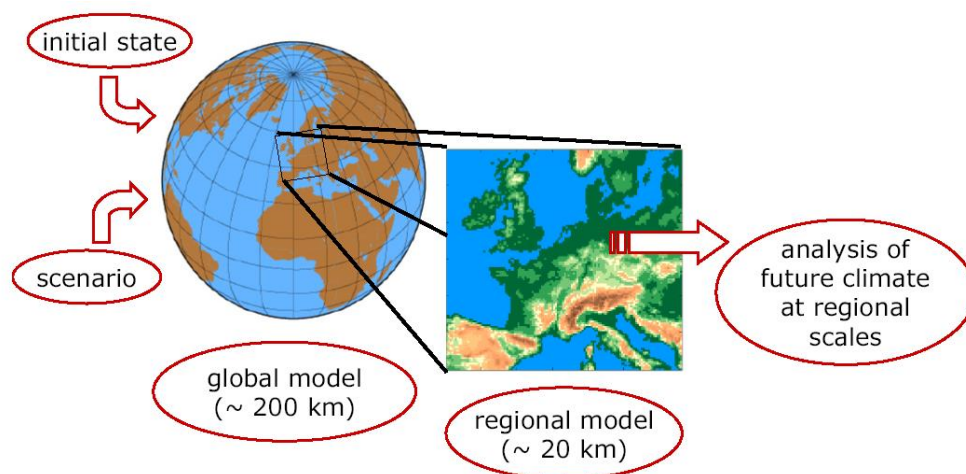 initial state
scenario
global model
(~ 200 km)
regional model
(~ 20 km)
analysis of
future climate
at regional
scales